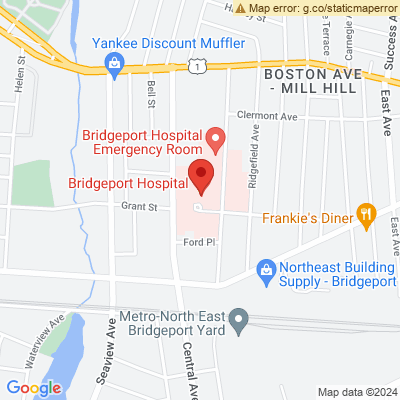 Map error: g.co/staticmaperror
Yankee Discount Muffler
Helen St
Bell St
1
Terrace
Carnegie Av
Success A
BOSTON AVE
- MILL HILL
Clermont Ave
East Ave
Bridgeport Hospital
Emergency Room
Ridgefield Ave
Bridgeport Hospital
Grant St
Frankie's Diner
East Ave
Ford Pl
Northeast Building
Supply - Bridgeport
Metro-North East
Bridgeport Yard
Waterview Av
Seaview Ave
Central Ave
Google
Map data ©2024